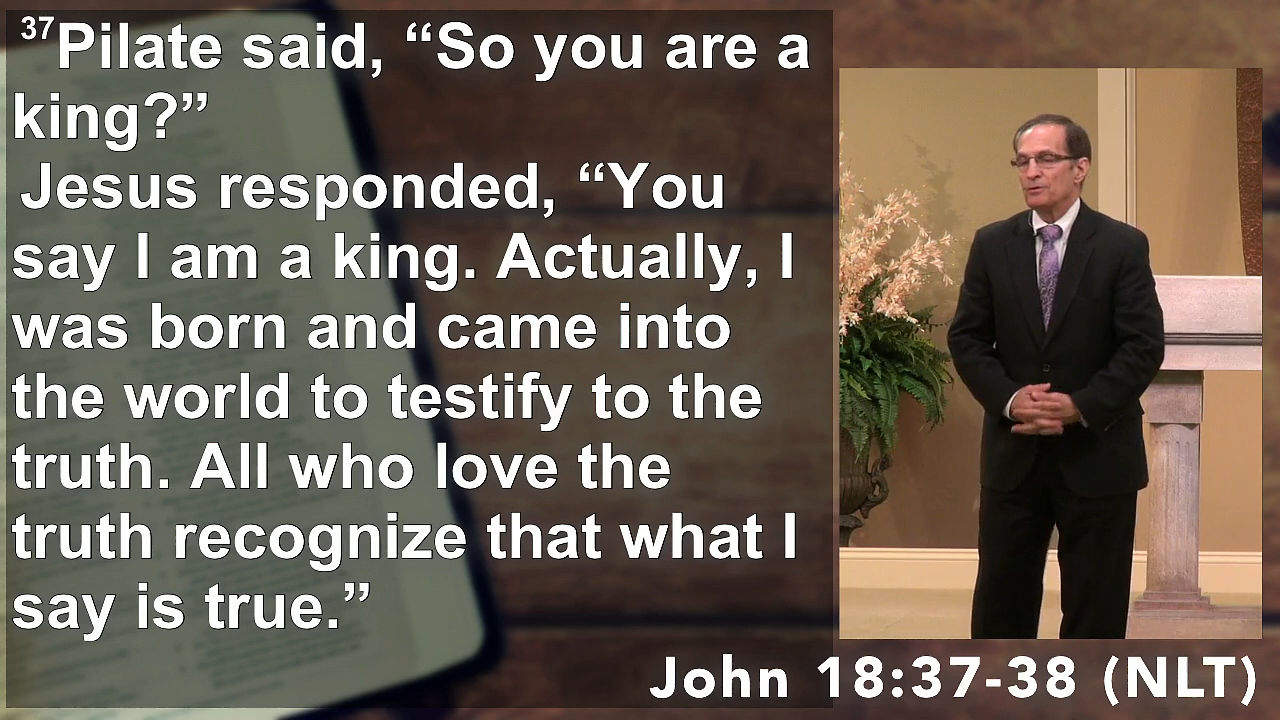 37Pilate said, “So you are a
king?”
Jesus responded, “You
say I am a king. Actually, I
was born and came into
the world to testify to the
truth. All who love the
truth recognize that what I
say is true.”
John 18:37-38 (NLT)